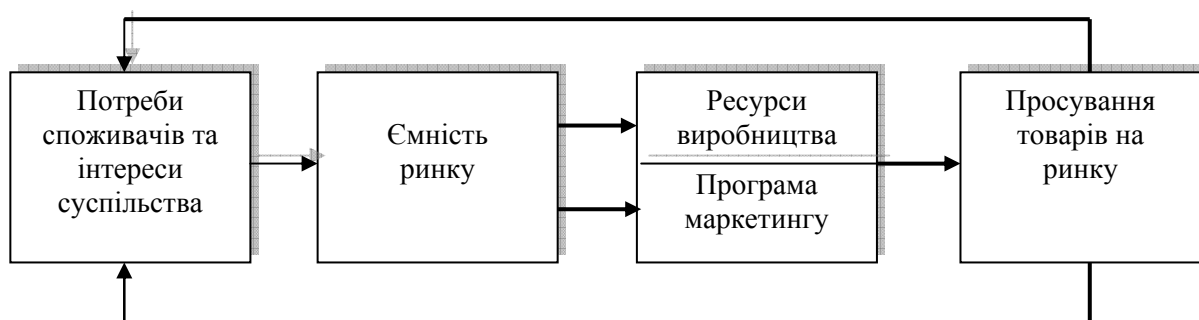 Потреби
споживачів та
інтереси
суспільства
Ємність
ринку
Ресурси
виробництва
Програма
маркетингу
Просування
товарів на
ринку